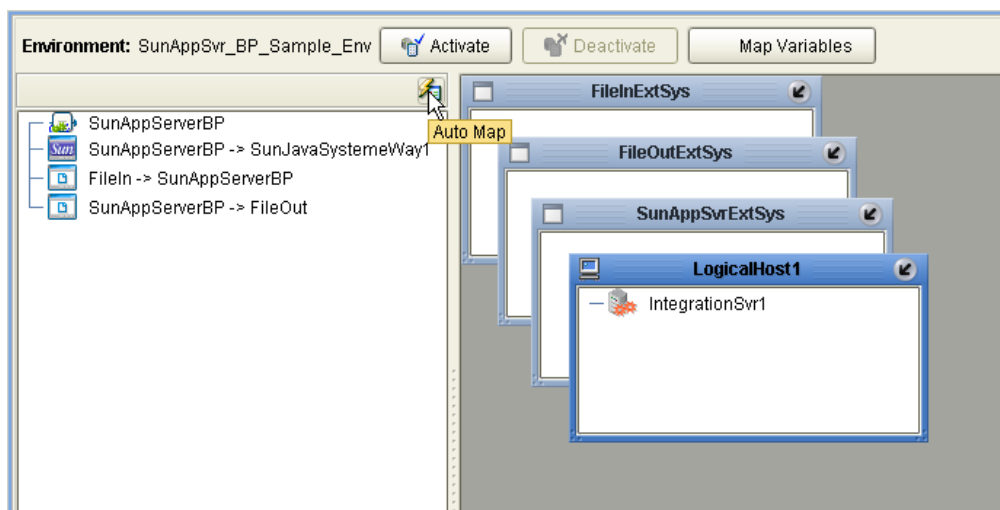 Environment: SunAppSvr_BP_Sample_Env Activate Deactivate Map Variables
Auto Map
SunAppServerBP
Sun SunAppServerBP -> SunJavaSystemeWay1
FileIn -> SunAppServerBP
SunAppServerBP -> FileOut
FileInExtSys
FileOutExtSys
SunAppSvrExtSys
LogicalHost1
IntegrationSvr1